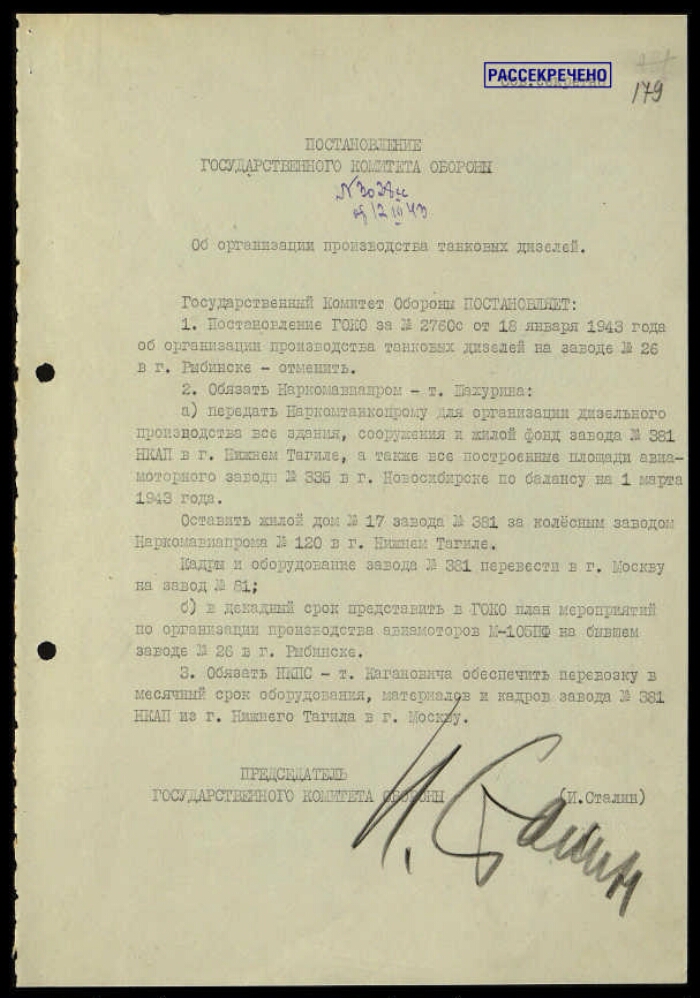 РАССЕКРЕЧЕНО
179
ПОСТАНОВЛЕНИЕ
ГОСУДАРСТВЕННОГО КОМИТЕТА ОБОРОНЫ
12 III 43
Об организации производства танковых дизелей.
Государственный Комитет Обороны ПОСТАНОВЛЯЕТ:
1. Постановление ГОКО за № 2760с от 18 января 1943 года
об организации производства танковых дизелей на заводе № 26
в г. Рыбинске - отменить.
2. Обязать Наркомавиапром - т. Шахурина:
а) передать Наркомтанкопрому для организации дизельного
производства все здания, сооружения и жилой фонд завода № 381
НКАП в г. Нижнем Тагиле, а также все построенные площади авиа-
моторного завода № 335 в г. Новосибирске по балансу на 1 марта
1943 года.
Оставить жилой дом № 17 завода № 381 за колёсным заводом
Наркомавиапрома № 120 в г. Нижнем Тагиле.
Кадры и оборудование завода № 381 перевести в г. Москву
на завод № 81;
б) в декадный срок представить в ГОКО план мероприятий
по организации производства авиамоторов М-105ПФ на бывшем
заводе № 26 в г. Рыбинске.
3. Обязать НКПС - т. Кагановича обеспечить перевозку в
месячный срок оборудования, материалов и кадров завода № 381
НКАП из г. Нижнего Тагила в г. Москву.
ПРЕДСЕДАТЕЛЬ
ГОСУДАРСТВЕННОГО КОМИТЕТА ОБОРОНЫ (И.Сталин)
И. Сталин